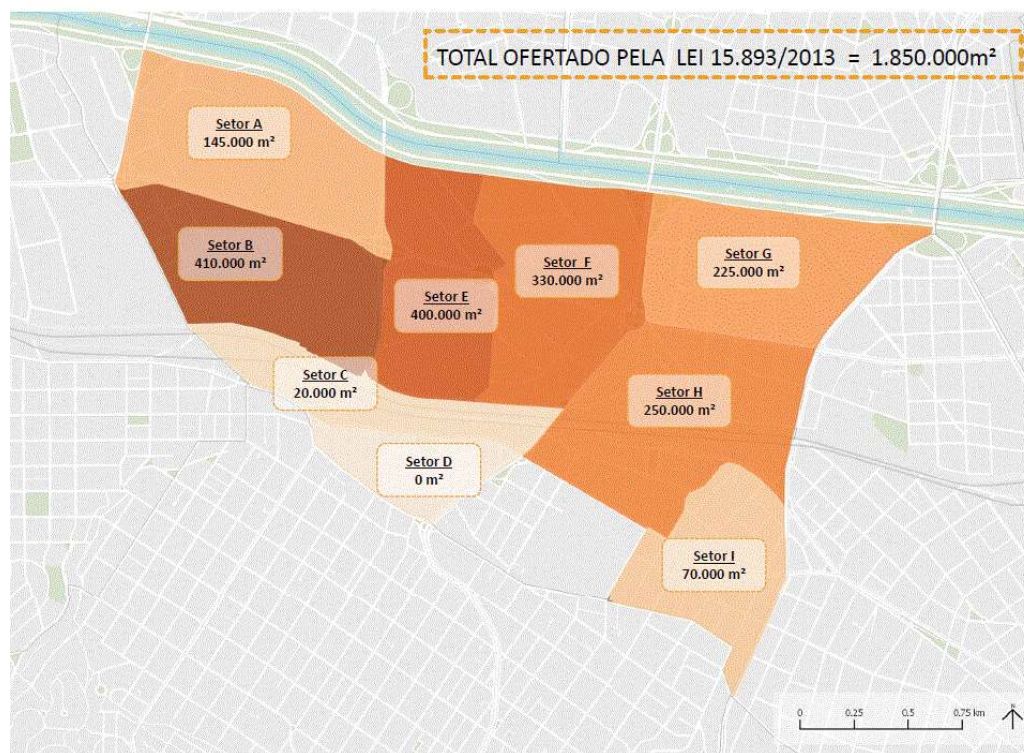 TOTAL OFERTADO PELA LEI 15.893/2013 = 1.850.000m²
Setor A
145.000 m²
Setor B
410.000 m²
Setor E
400.000 m²
Setor F
330.000 m²
Setor G
225.000 m²
Setor C
20.000 m²
Setor H
250.000 m²
Setor D
0 m²
Setor I
70.000 m²
0 0.25 0.5 0.75 km
N